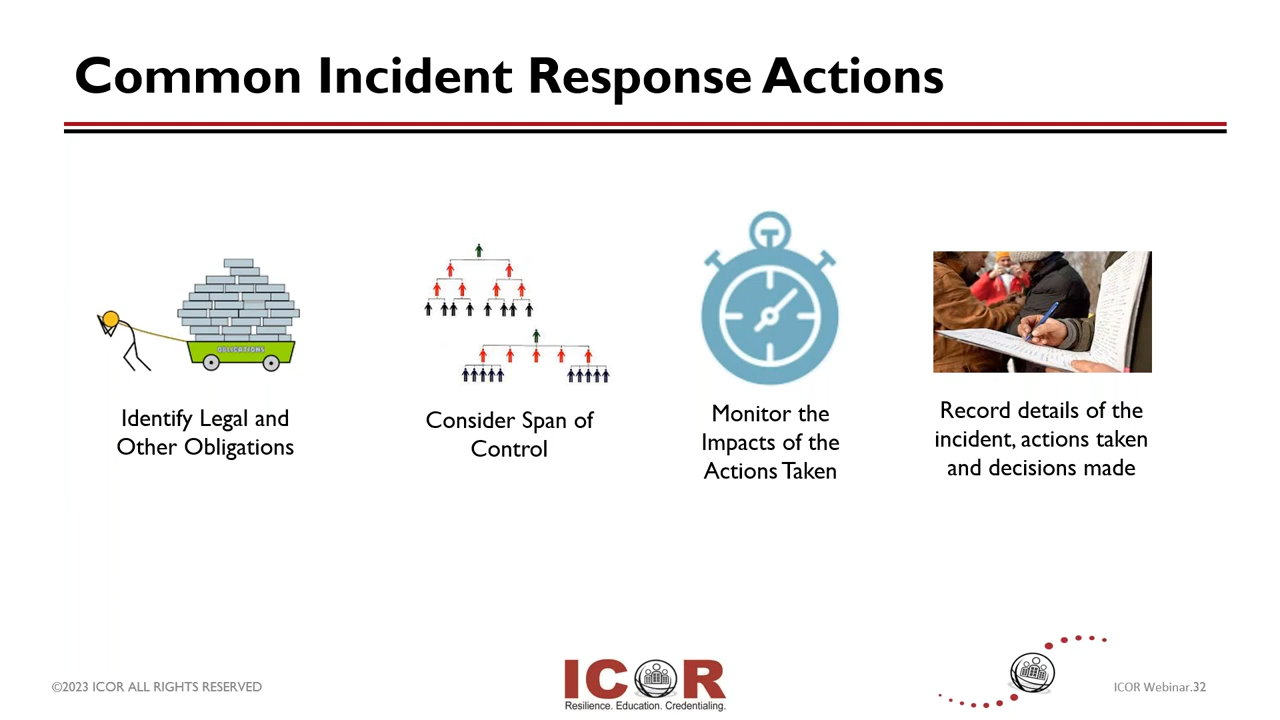 Common Incident Response Actions
OBLIGATIONS
Identify Legal and
Other Obligations
Consider Span of
Control
Monitor the
Impacts of the
Actions Taken
Record details of the
incident, actions taken
and decisions made
©2023 ICOR ALL RIGHTS RESERVED
ICOR
Resilience. Education. Credentialing.
ICOR Webinar.32